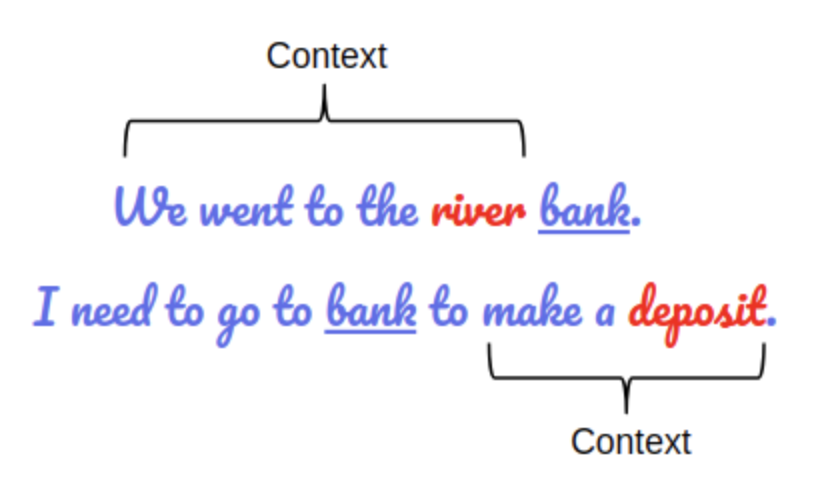 Context
We went to the river bank.
I need to go to bank to make a deposit.
Context